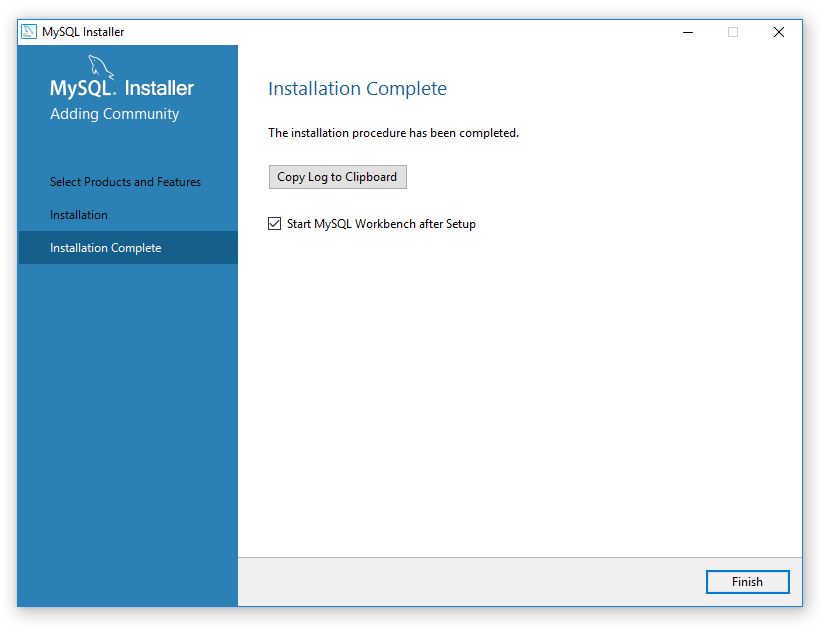 MySQL Installer
MySQL. Installer
Adding Community
Select Products and Features
Installation
Installation Complete
Installation Complete
The installation procedure has been completed.
Copy Log to Clipboard
Start MySQL Workbench after Setup
Finish